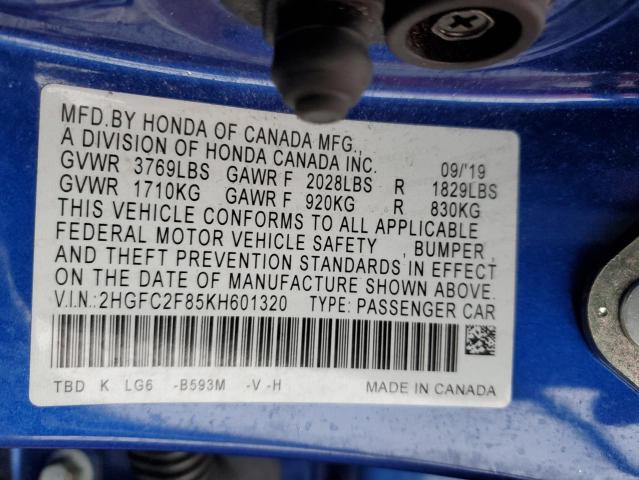 MFD.BY HONDA OF CANADA MFG.,
A DIVISION OF HONDA CANADA INC. 09/'19
GVWR 3769LBS GAWR F 2028LBS R 1829LBS
GVWR 1710KG GAWR F 920KG R 830KG
THIS VEHICLE CONFORMS TO ALL APPLICABLE
FEDERAL MOTOR VEHICLE SAFETY , BUMPER,
AND THEFT PREVENTION STANDARDS IN EFFECT
ON THE DATE OF MANUFACTURE SHOWN ABOVE.
V.I.N.:2HGFC2F85KH601320 TYPE: PASSENGER CAR
TBD K LG6 -B593M -V -H MADE IN CANADA